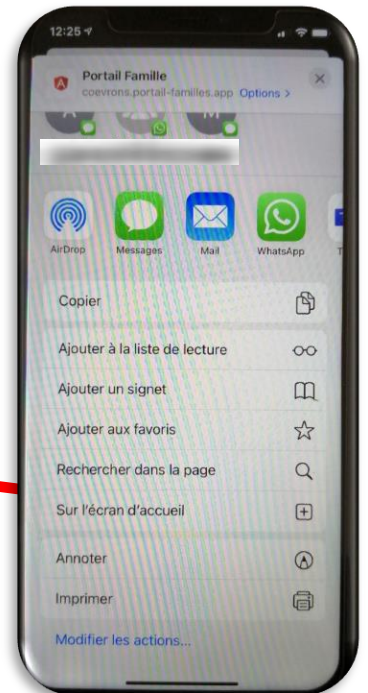 12:25
Portail Famille
coevrons.portail-familles.app Options >
A M
AirDrop Messages Mail WhatsApp
Copier
Ajouter à la liste de lecture
Ajouter un signet
Ajouter aux favoris
Rechercher dans la page
Sur l'écran d'accueil
Annoter
Imprimer
Modifier les actions...